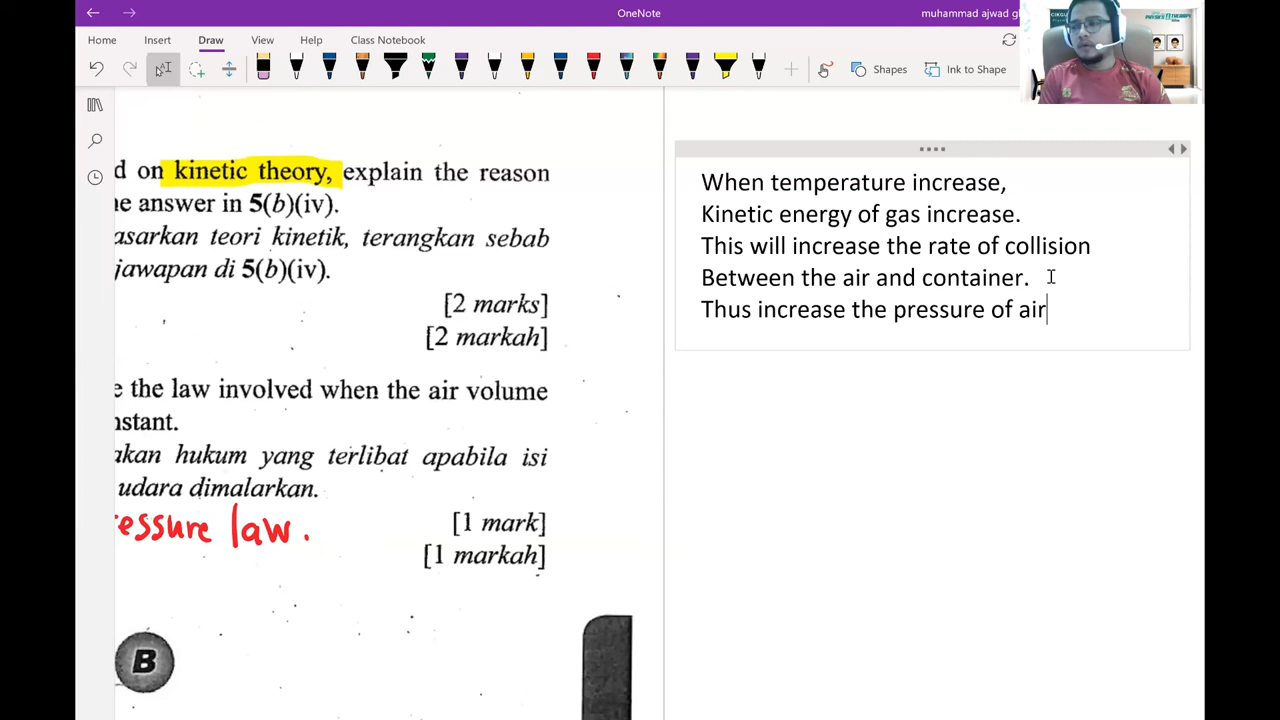 OneNote
muhammad ajwad gh
Home Insert Draw View Help Class Notebook
Shapes
Ink to Shape
d on kinetic theory, explain the reason
he answer in 5(b)(iv).
asarkan teori kinetik, terangkan sebab
jawapan di 5(b)(iv).
[2 marks]
[2 markah]
e the law involved when the air volume
nstant.
akan hukum yang terlibat apabila isi
udara dimalarkan.
ressure law.
[1 mark]
[1 markah]
B
When temperature increase,
Kinetic energy of gas increase.
This will increase the rate of collision
Between the air and container.
Thus increase the pressure of air